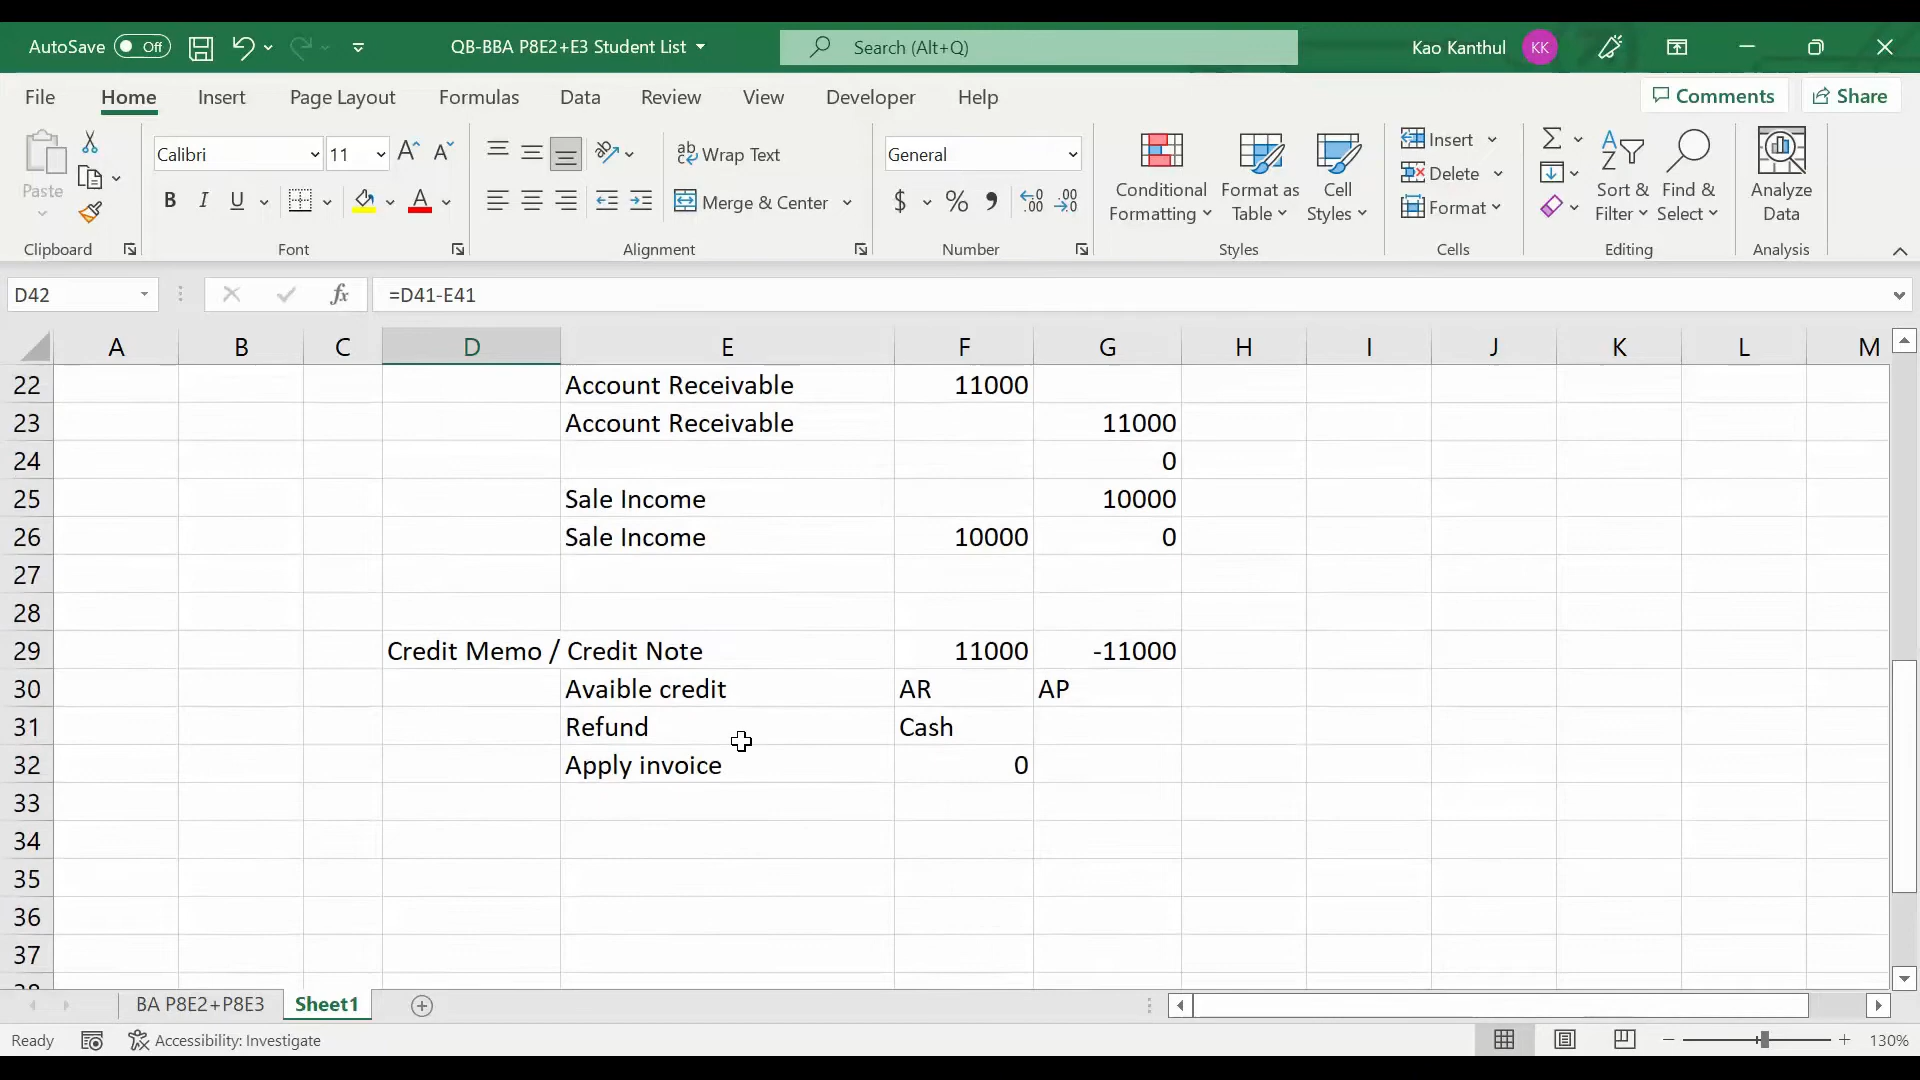 AutoSave Off QB-BBA P8E2+E3 Student List Search (Alt+Q) Kao Kanthul KK
File Home Insert Page Layout Formulas Data Review View Developer Help Comments Share
Paste
Clipboard
Calibri 11
B I U A
Font
ab Wrap Text
Merge & Center
Alignment
General
$ % , .00
Number
Conditional Formatting
Format as Table
Cell Styles
Styles
Insert
Delete
Format
Cells
Sort & Filter
Find & Select
Editing
Analyze Data
Analysis
D42 fx =D41-E41
A B C D E F G H I J K L M
22 Account Receivable 11000
23 Account Receivable 11000
24 0
25 Sale Income 10000
26 Sale Income 10000 0
27
28
29 Credit Memo / Credit Note 11000 -11000
30 Avaible credit AR AP
31 Refund Cash
32 Apply invoice 0
33
34
35
36
37
BA P8E2+P8E3 Sheet1
Ready Accessibility: Investigate 130%